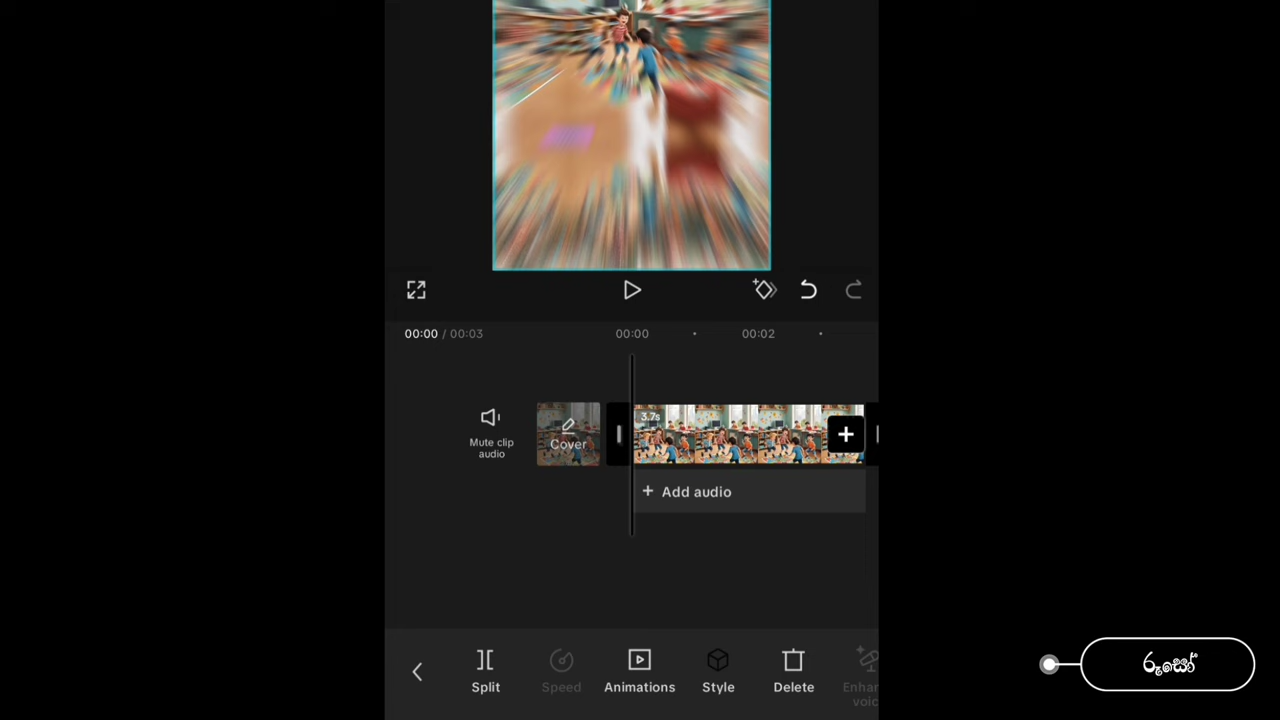 00:00 / 00:03
00:00
00:02
Mute clip
audio
Cover
3.7s
+ Add audio
Split
Speed
Animations
Style
Delete
Enhan
voic
රූසෝ